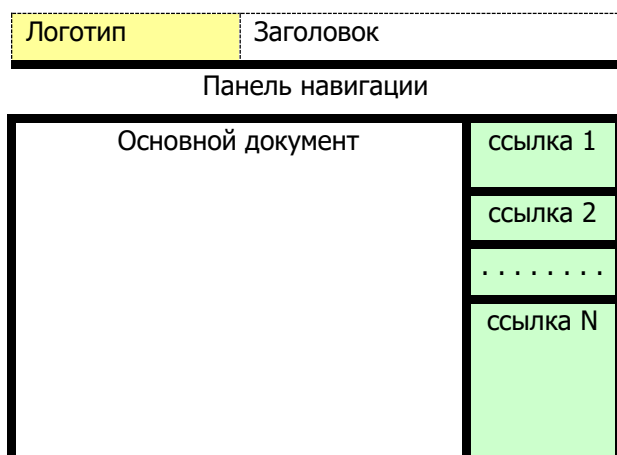 Логотип Заголовок
Панель навигации
Основной документ ссылка 1
ссылка 2
. . . . . . . .
ссылка N